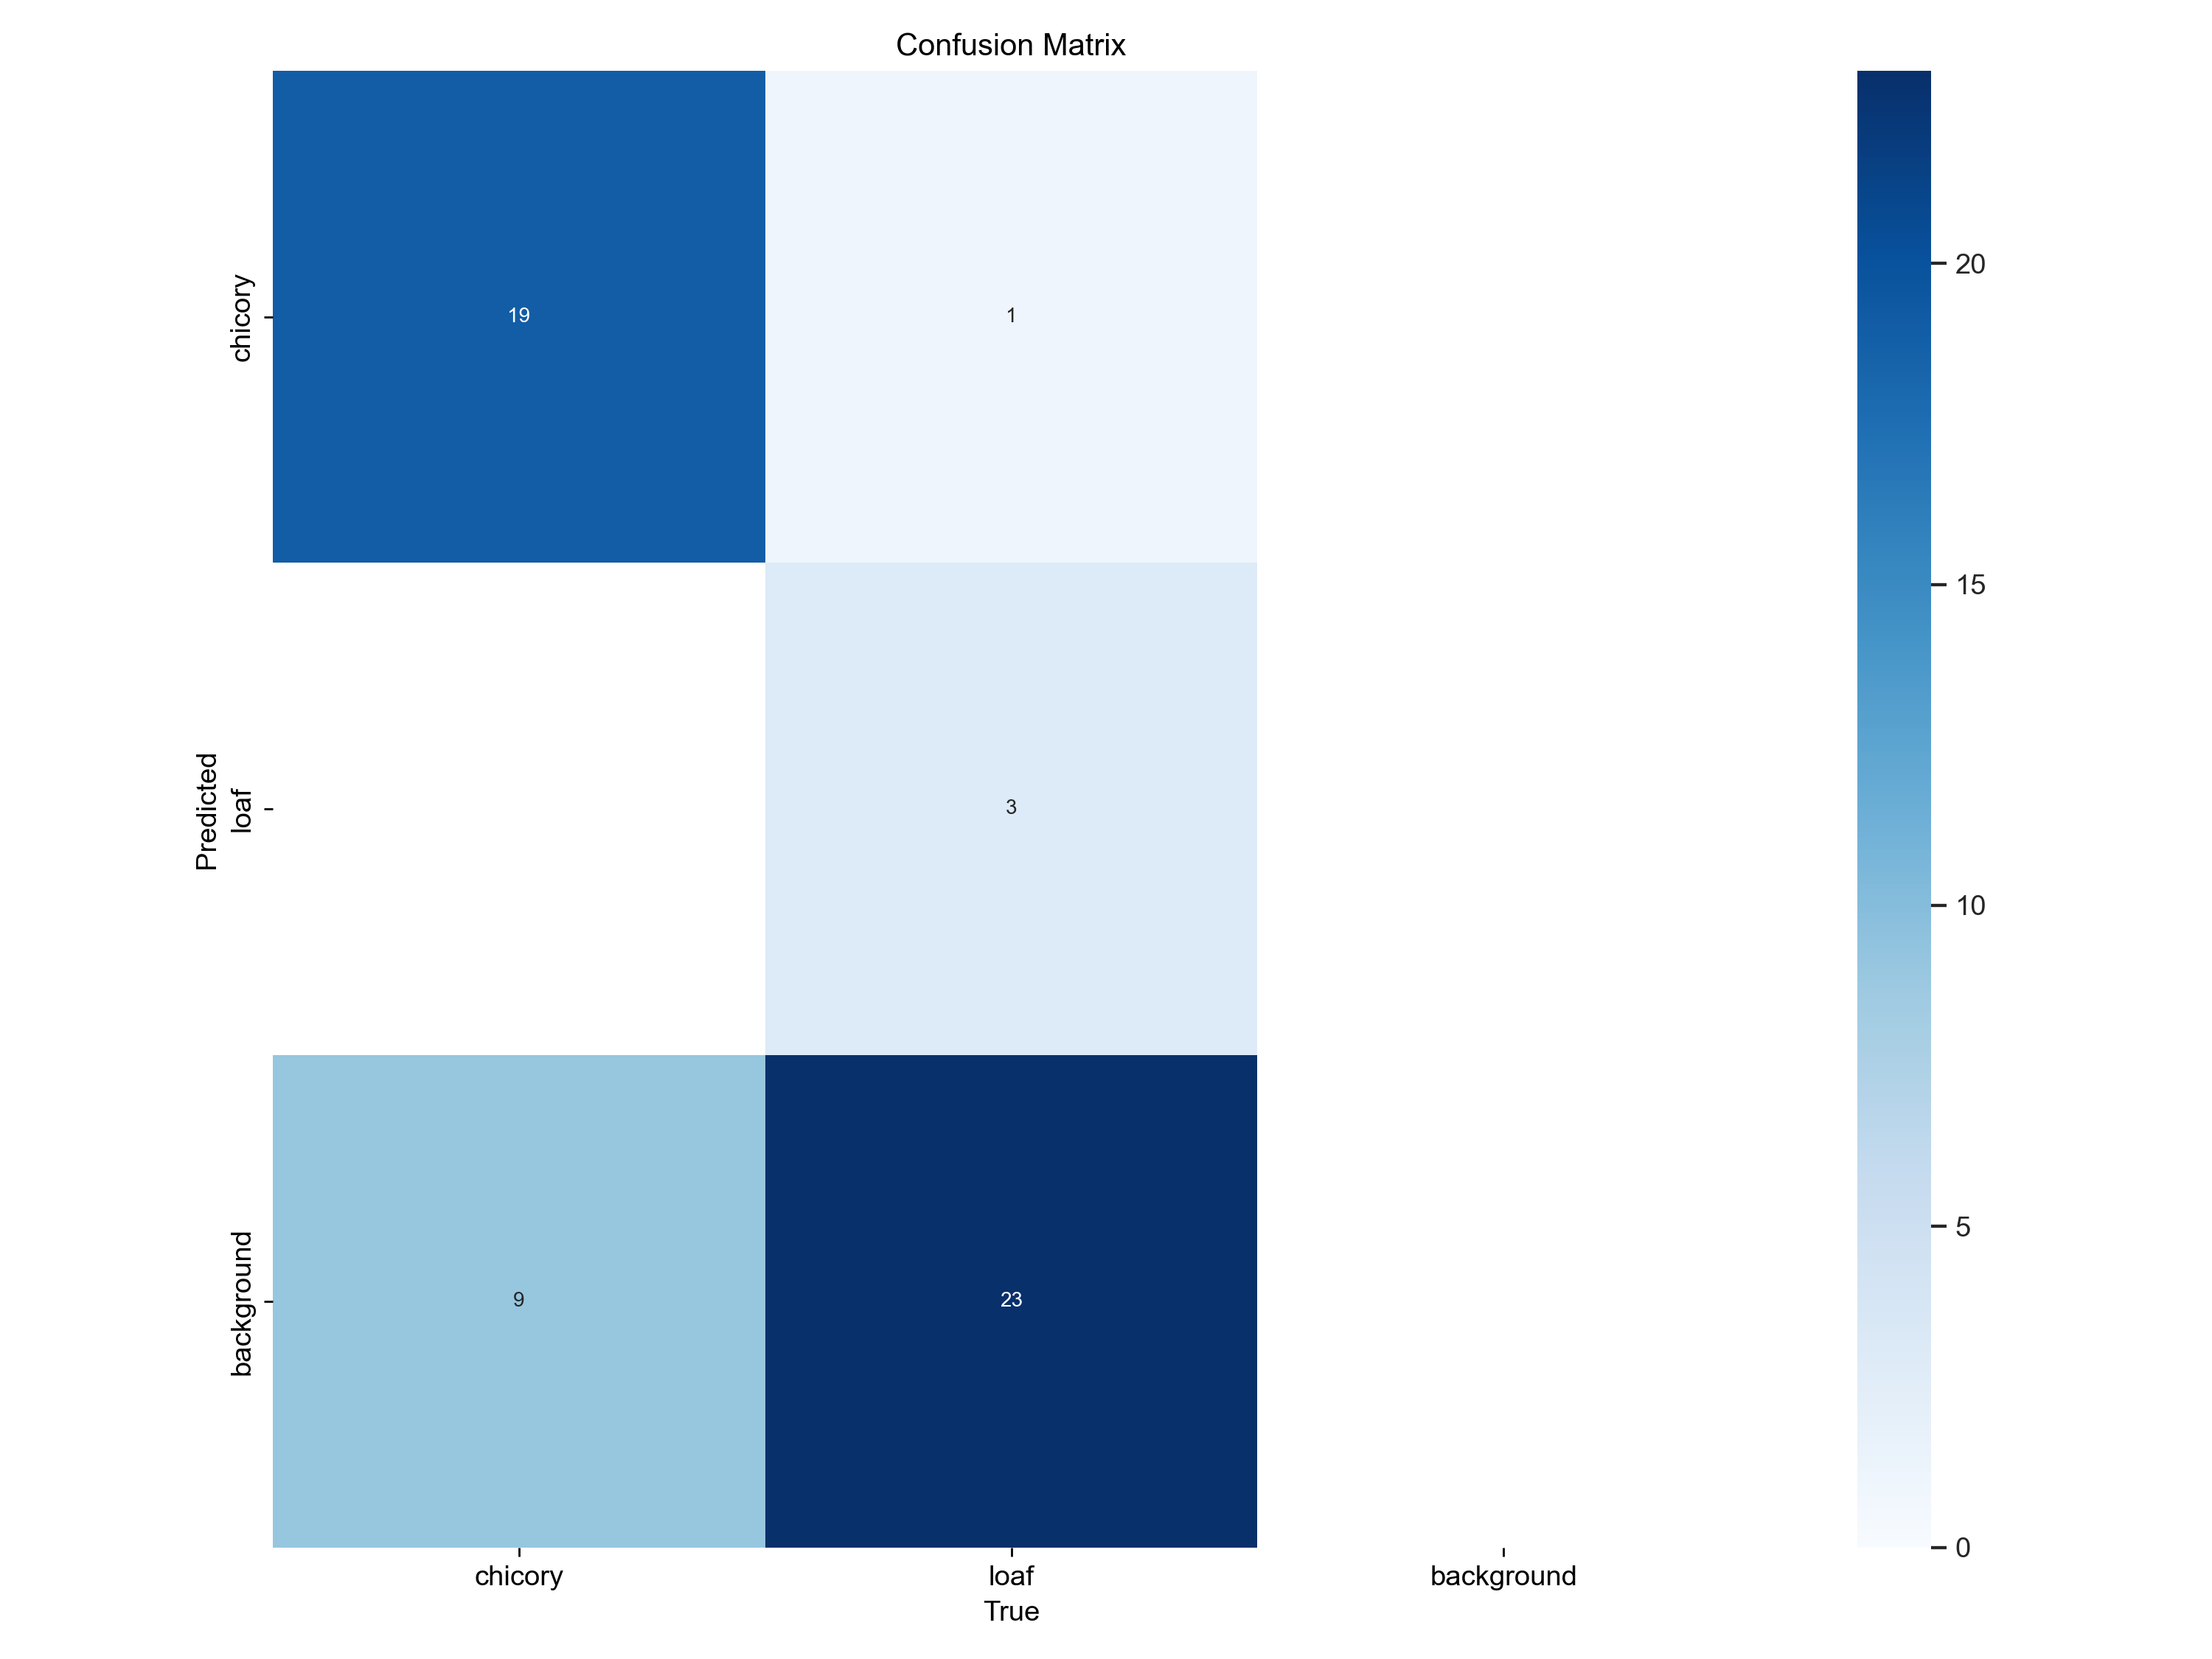 Confusion Matrix
chicory
19
1
20
15
Predicted
loaf
3
10
background
9
23
5
0
chicory
loaf
background
True